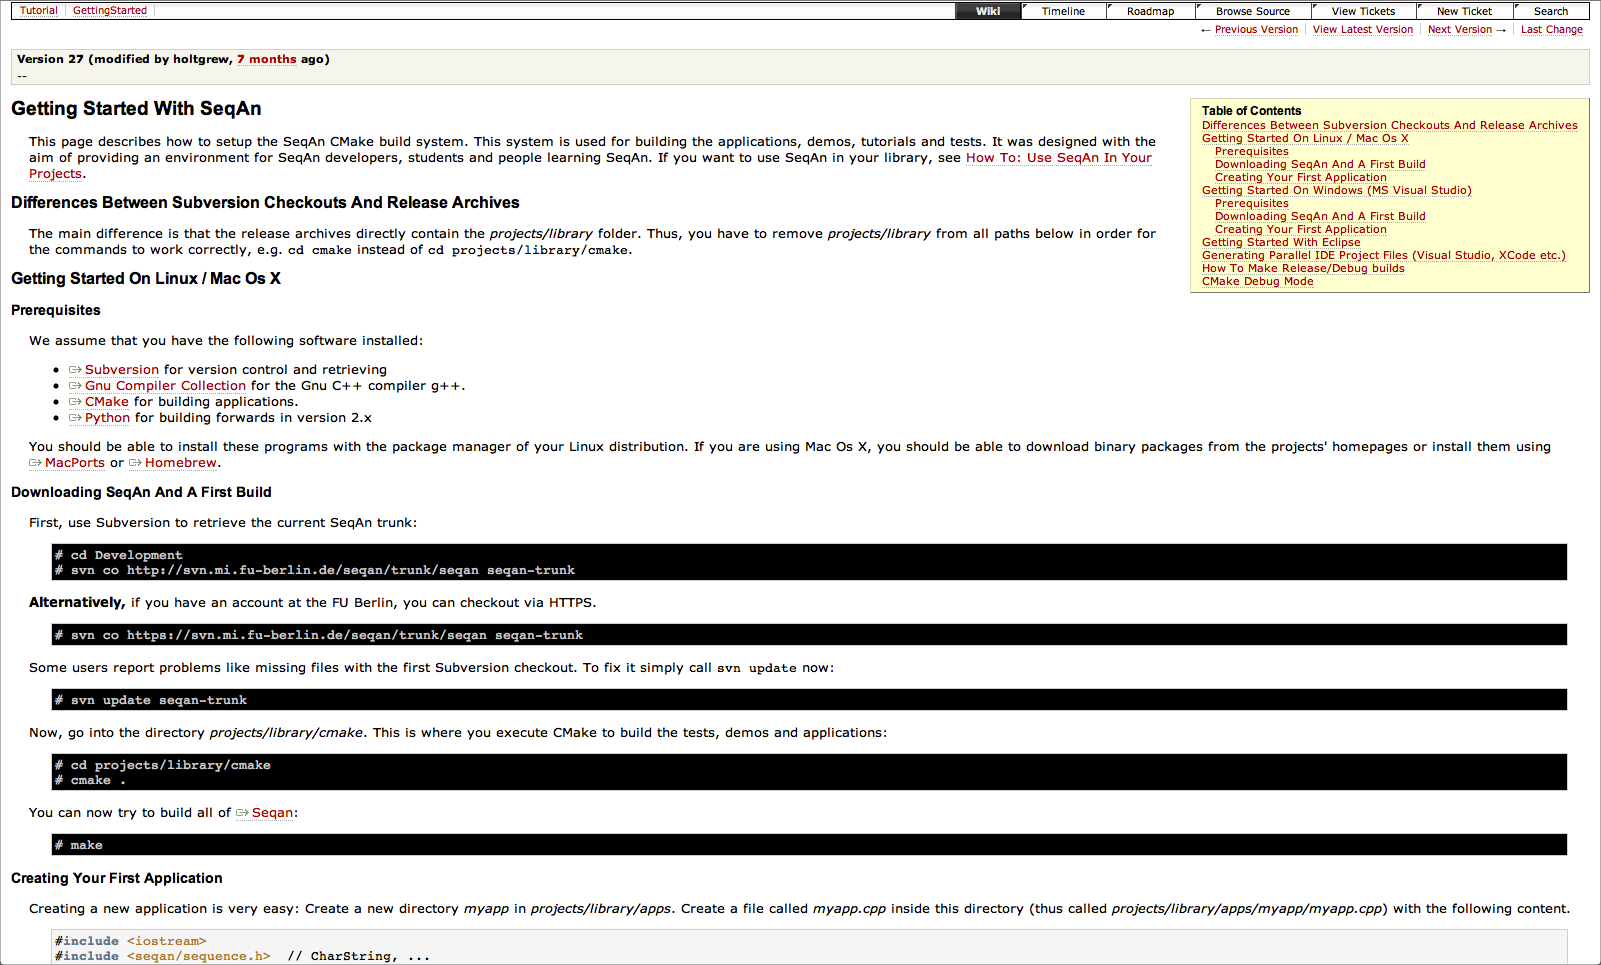 Tutorial GettingStarted Wiki Timeline Roadmap Browse Source View Tickets New Ticket Search
← Previous Version View Latest Version Next Version → Last Change
Version 27 (modified by holtgrew, 7 months ago)
--
Getting Started With SeqAn
This page describes how to setup the SeqAn CMake build system. This system is used for building the applications, demos, tutorials and tests. It was designed with the
aim of providing an environment for SeqAn developers, students and people learning SeqAn. If you want to use SeqAn in your library, see How To: Use SeqAn In Your
Projects.
Table of Contents
Differences Between Subversion Checkouts And Release Archives
Getting Started On Linux / Mac Os X
Prerequisites
Downloading SeqAn And A First Build
Creating Your First Application
Getting Started On Windows (MS Visual Studio)
Prerequisites
Downloading SeqAn And A First Build
Creating Your First Application
Getting Started With Eclipse
Generating Parallel IDE Project Files (Visual Studio, XCode etc.)
How To Make Release/Debug builds
CMake Debug Mode
Differences Between Subversion Checkouts And Release Archives
The main difference is that the release archives directly contain the projects/library folder. Thus, you have to remove projects/library from all paths below in order for
the commands to work correctly, e.g. cd cmake instead of cd projects/library/cmake.
Getting Started On Linux / Mac Os X
Prerequisites
We assume that you have the following software installed:
• Subversion for version control and retrieving
• Gnu Compiler Collection for the Gnu C++ compiler g++.
• CMake for building applications.
• Python for building forwards in version 2.x
You should be able to install these programs with the package manager of your Linux distribution. If you are using Mac Os X, you should be able to download binary packages from the projects' homepages or install them using
MacPorts or Homebrew.
Downloading SeqAn And A First Build
First, use Subversion to retrieve the current SeqAn trunk:
# cd Development
# svn co http://svn.mi.fu-berlin.de/seqan/trunk/seqan seqan-trunk
Alternatively, if you have an account at the FU Berlin, you can checkout via HTTPS.
# svn co https://svn.mi.fu-berlin.de/seqan/trunk/seqan seqan-trunk
Some users report problems like missing files with the first Subversion checkout. To fix it simply call svn update now:
# svn update seqan-trunk
Now, go into the directory projects/library/cmake. This is where you execute CMake to build the tests, demos and applications:
# cd projects/library/cmake
# cmake .
You can now try to build all of Seqan:
# make
Creating Your First Application
Creating a new application is very easy: Create a new directory myapp in projects/library/apps. Create a file called myapp.cpp inside this directory (thus called projects/library/apps/myapp/myapp.cpp) with the following content.
#include <iostream>
#include <seqan/sequence.h> // CharString, ...